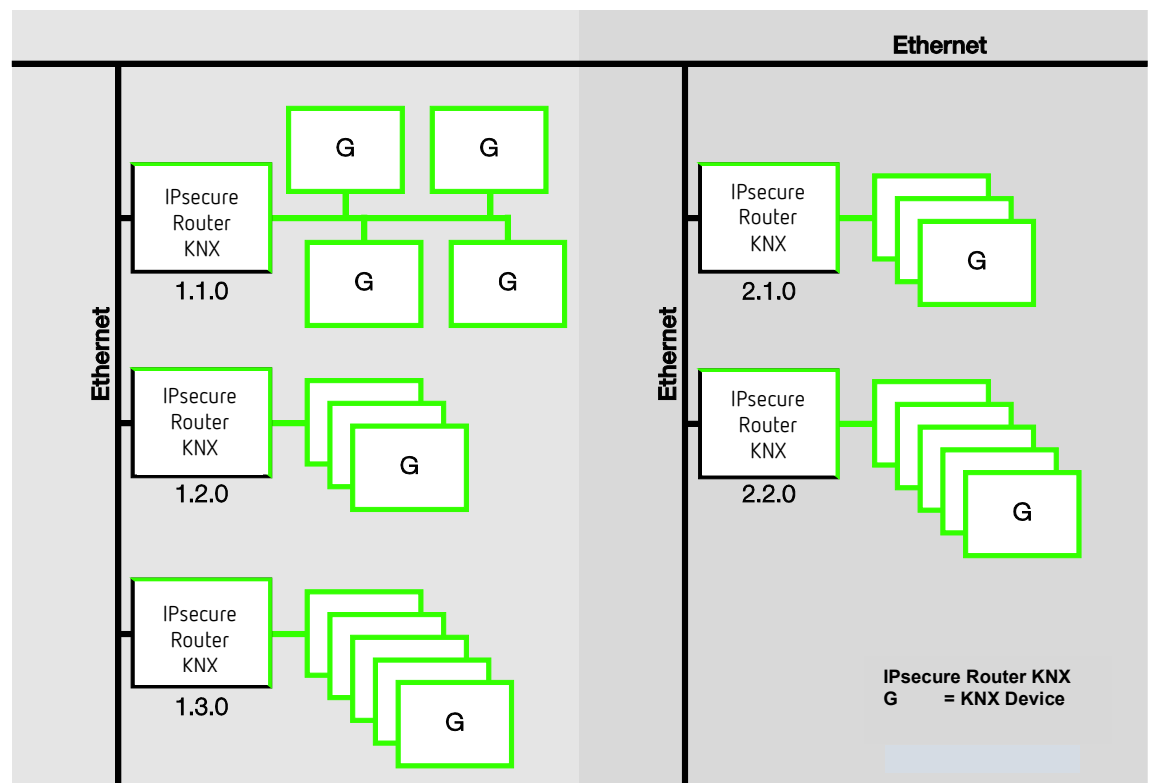 Ethernet
Ethernet
IPsecure
Router
KNX
1.1.0
G
G
G
G
IPsecure
Router
KNX
1.2.0
G
IPsecure
Router
KNX
1.3.0
G
Ethernet
IPsecure
Router
KNX
2.1.0
G
IPsecure
Router
KNX
2.2.0
G
IPsecure Router KNX
G = KNX Device